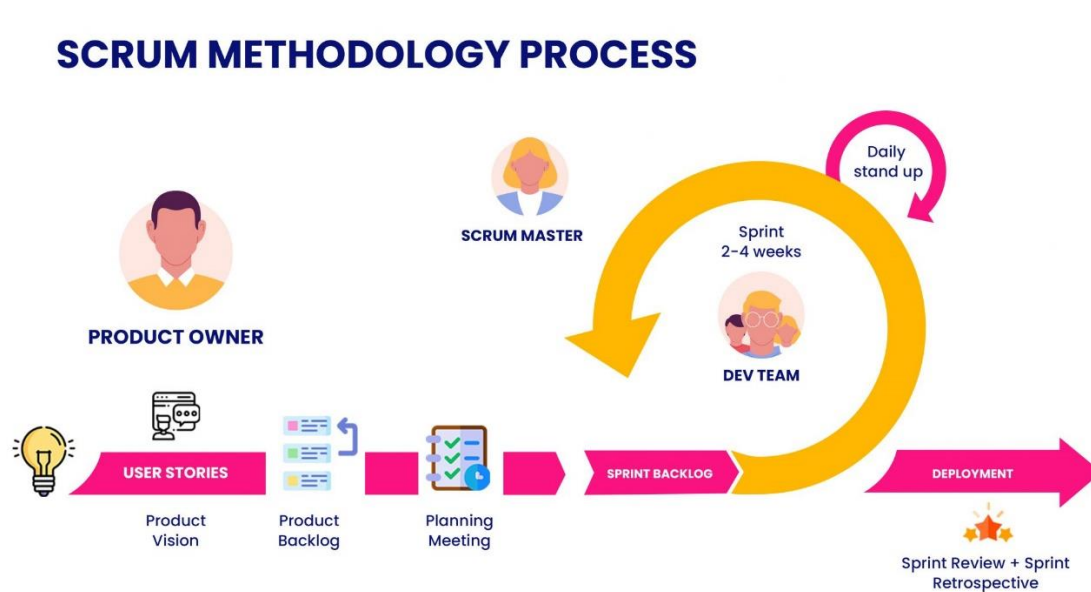 SCRUM METHODOLOGY PROCESS
Daily
stand up
SCRUM MASTER
Sprint
2-4 weeks
PRODUCT OWNER
DEV TEAM
USER STORIES
SPRINT BACKLOG
DEPLOYMENT
Product
Vision
Product
Backlog
Planning
Meeting
Sprint Review + Sprint
Retrospective